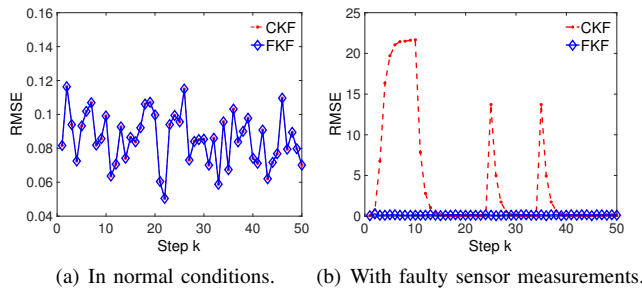 0.16
0.14
0.12
0.1
0.08
0.06
0.04
RMSE
0 10 20 30 40 50
Step k
CKF
FKF
(a) In normal conditions.
25
20
15
10
5
0
RMSE
0 10 20 30 40 50
Step k
CKF
FKF
(b) With faulty sensor measurements.